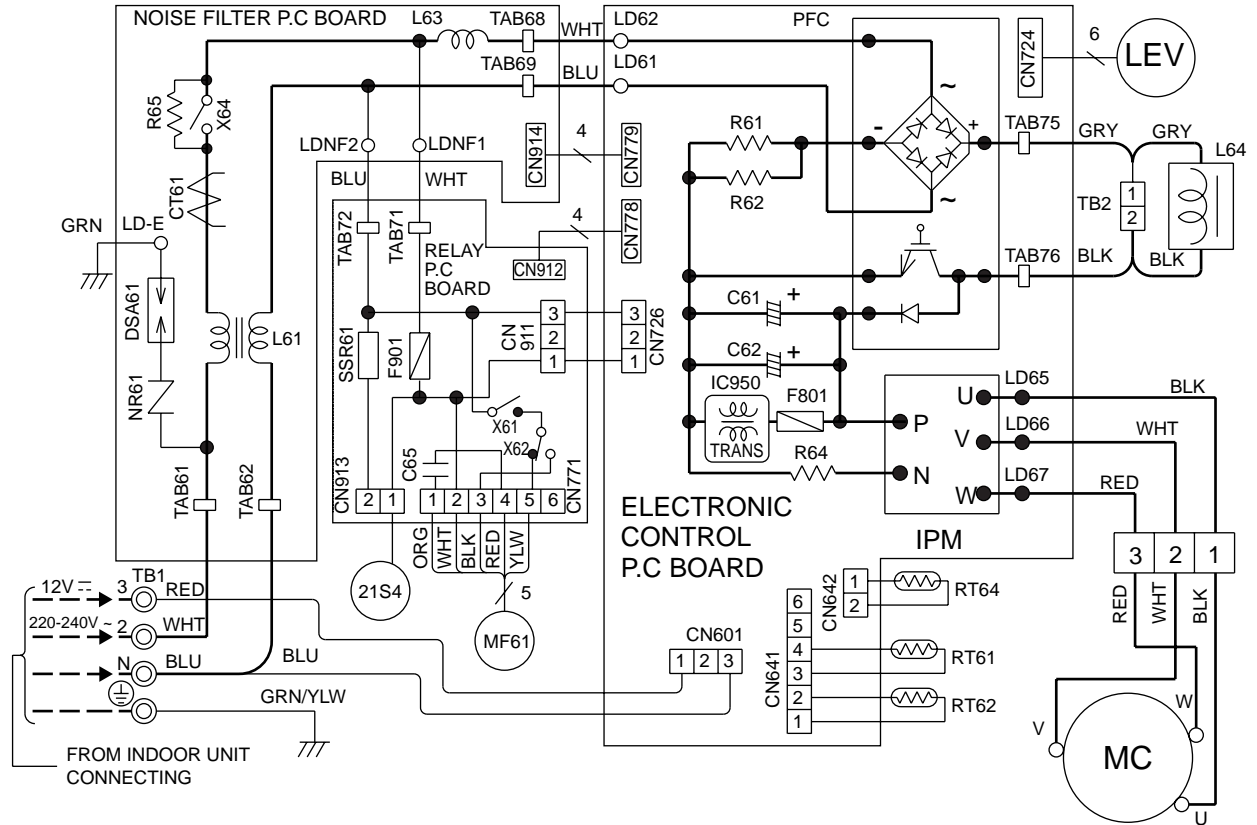 NOISE FILTER P.C BOARD
L63
TAB68
WHT
LD62
PFC
CN724
6
LEV
TAB69
BLU
LD61
R65
X64
~
LDNF2
LDNF1
CN914
4
CN779
R61
-
+
TAB75
GRY
GRY
L64
BLU
WHT
R62
~
TB2
1
2
CT61
GRN
LD-E
TAB72
TAB71
RELAY
P.C
BOARD
4
CN778
CN912
TAB76
BLK
BLK
DSA61
L61
SSR61
F901
CN
911
3
2
1
3
2
1
CN726
C61
+
C62
+
NR61
IC950
TRANS
F801
P
U
LD65
BLK
X61
X62
V
LD66
WHT
C65
R64
N
W
LD67
RED
TAB61
TAB62
CN913
2
1
1
2
3
4
5
6
CN771
ELECTRONIC
CONTROL
P.C BOARD
IPM
ORG
WHT
BLK
RED
YLW
5
3
2
1
12V
3
TB1
RED
21S4
MF61
CN642
1
2
RT64
RED
WHT
BLK
220-240V ~
2
WHT
CN601
1
2
3
CN641
6
5
4
3
2
1
RT61
RT62
N
BLU
BLU
GRN/YLW
V
W
MC
U
FROM INDOOR UNIT
CONNECTING